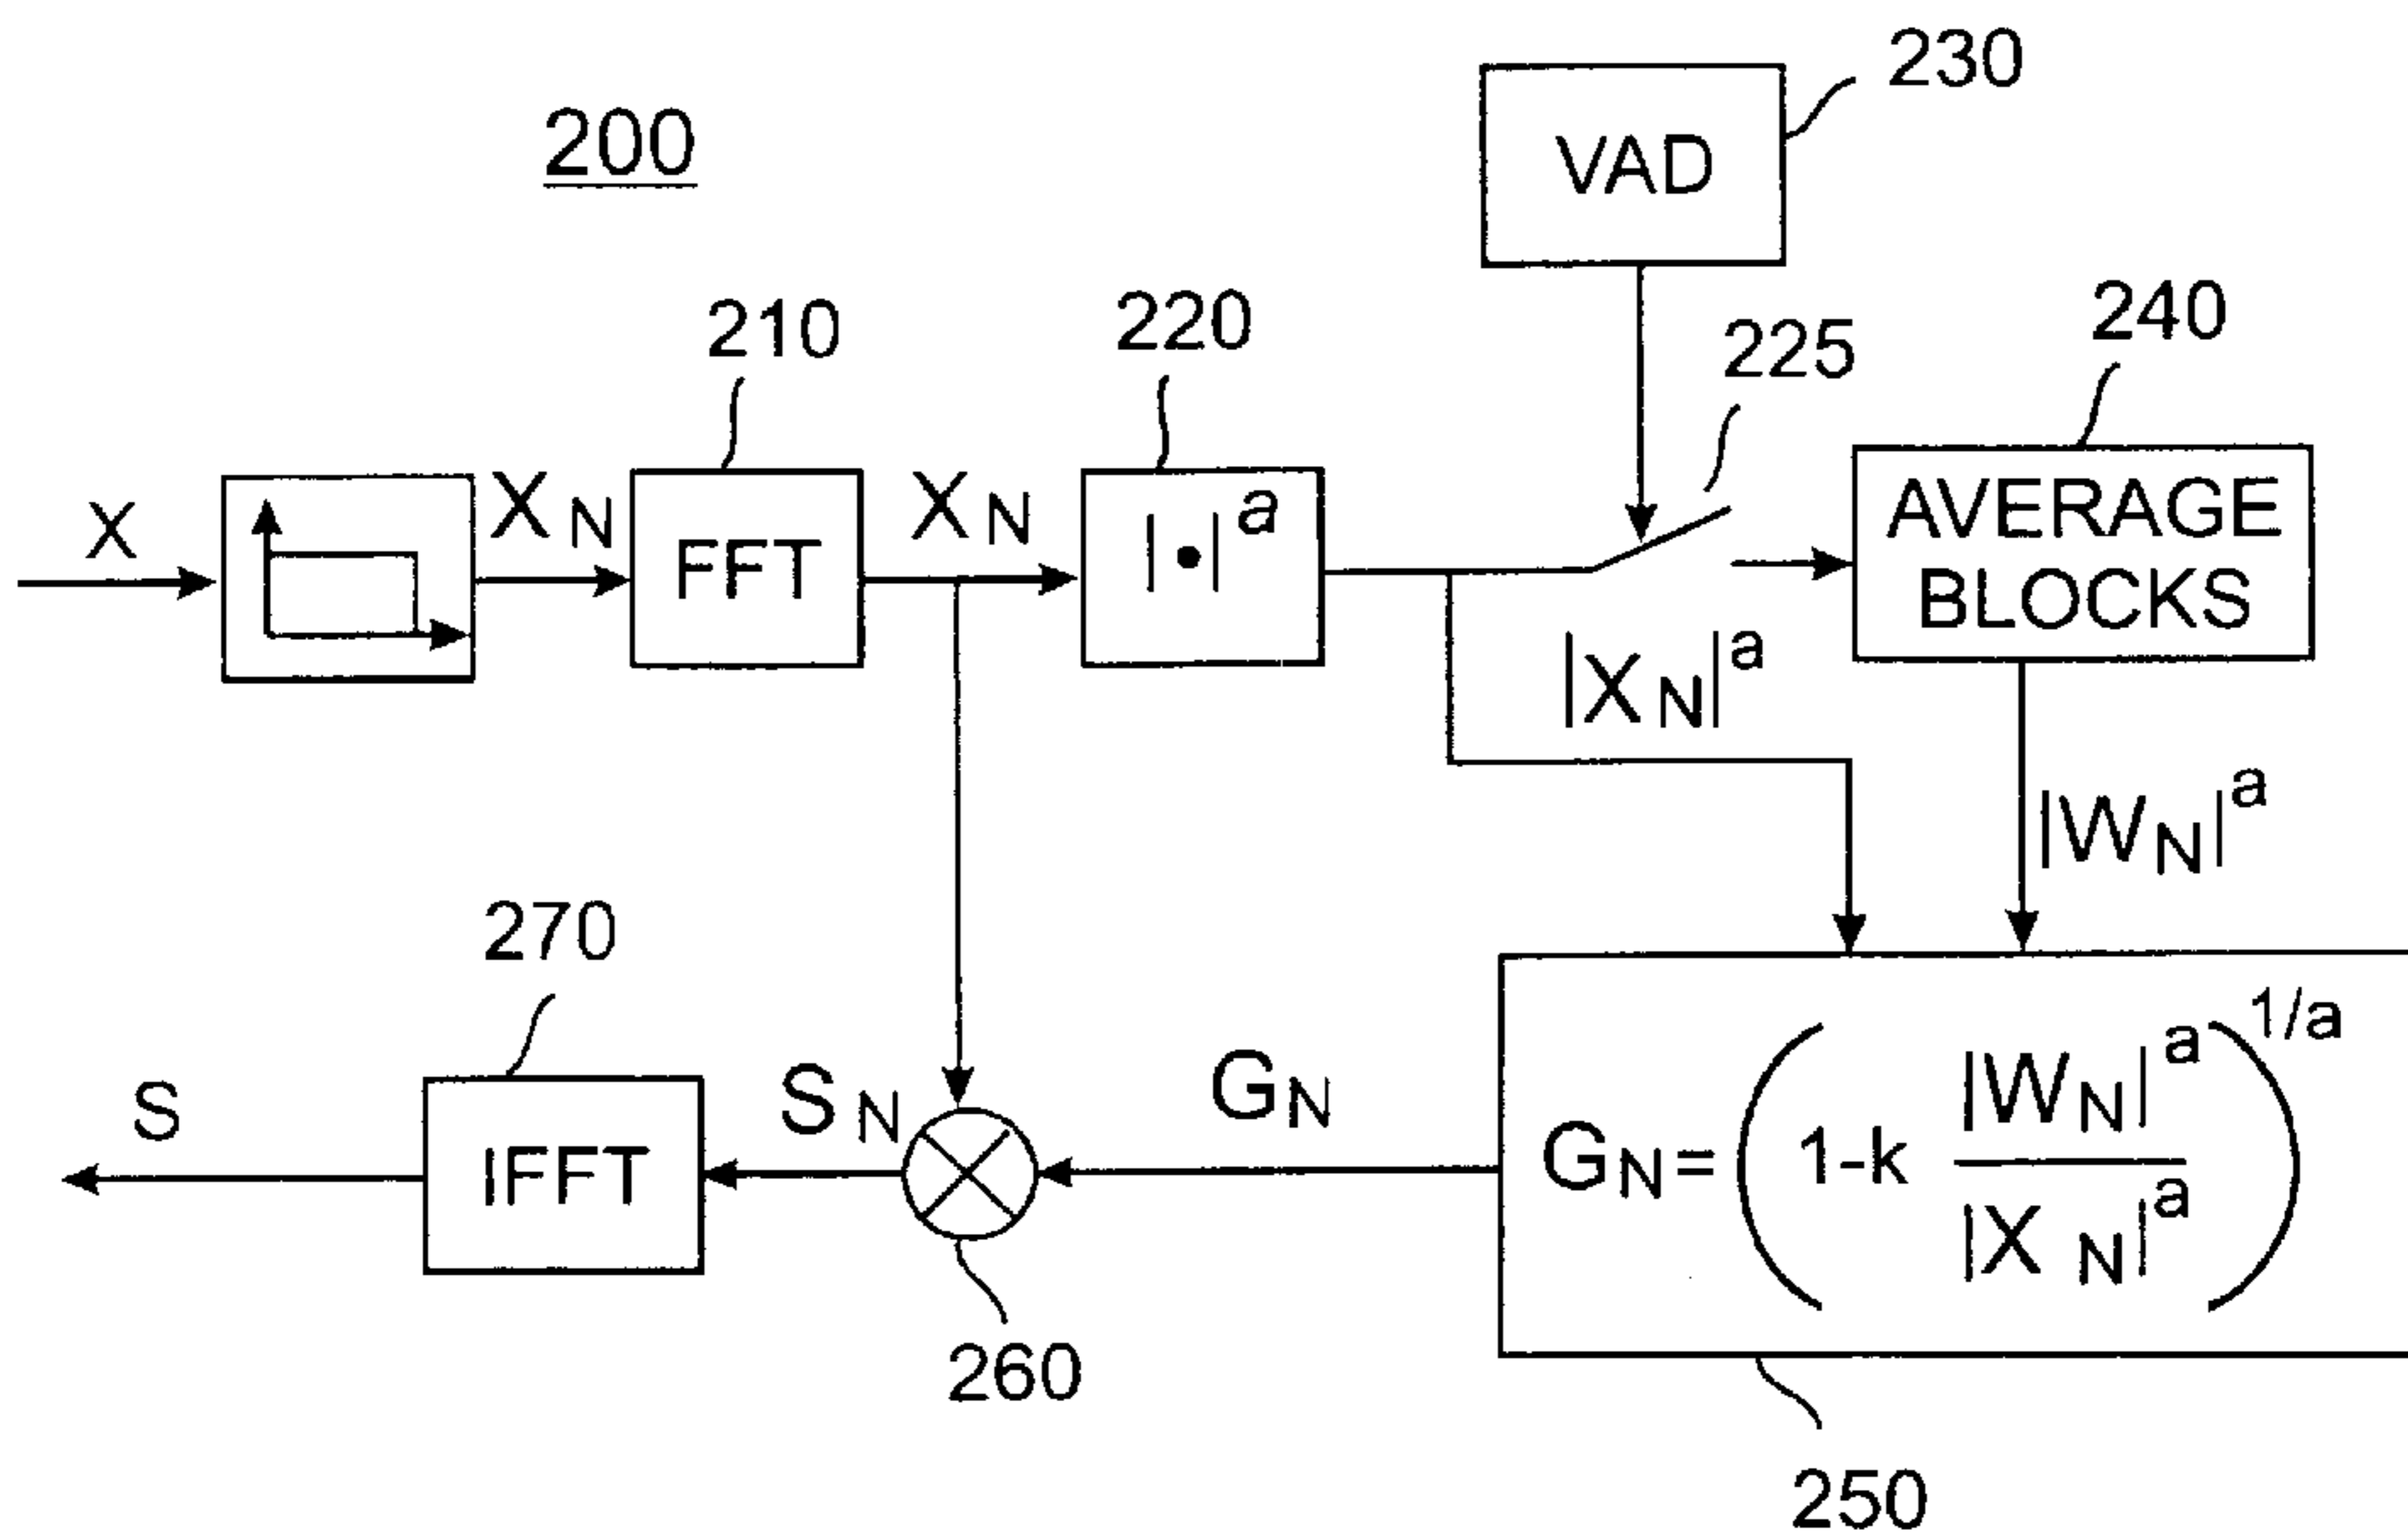 200
VAD
230
210
220
225
240
X
X N
FFT
X N
|•|a
AVERAGE
BLOCKS
|X N|a
|W N|a
270
S
IFFT
S N
G N
G N = (1-k |W N|a / |X N|a)1/a
260
250